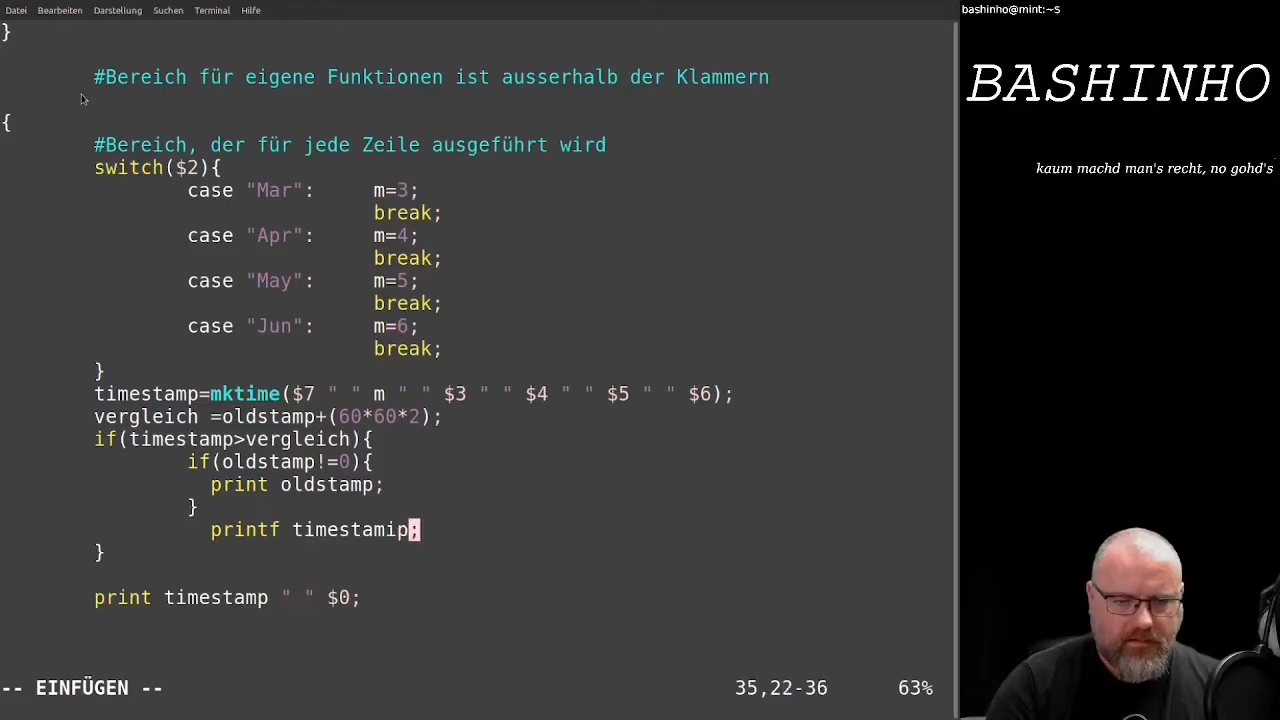 Datei Bearbeiten Darstellung Suchen Terminal Hilfe
}
#Bereich für eigene Funktionen ist ausserhalb der Klammern
{
#Bereich, der für jede Zeile ausgeführt wird
switch($2){
case "Mar": m=3;
break;
case "Apr": m=4;
break;
case "May": m=5;
break;
case "Jun": m=6;
break;
}
timestamp=mktime($7 " " m " " $3 " " $4 " " $5 " " $6);
vergleich =oldstamp+(60*60*2);
if(timestamp>vergleich){
if(oldstamp!=0){
print oldstamp;
}
printf timestamip;
}
print timestamp " " $0;
-- EINFÜGEN -- 35,22-36 63%
bashinho@mint:~$
BASHINHO
kaum machd man's recht, no gohd's